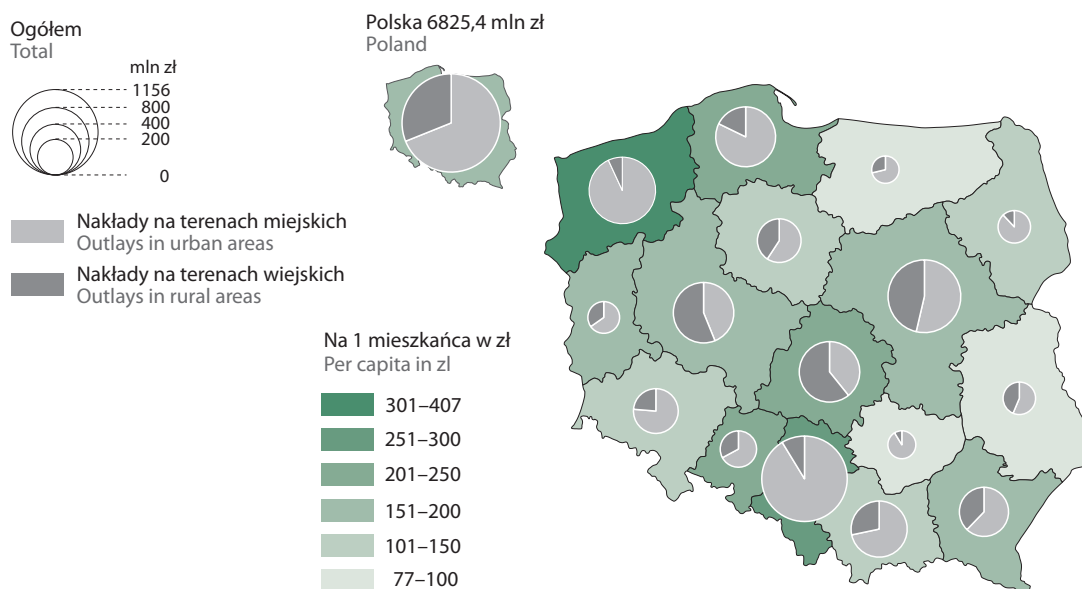 Ogółem
Total
mln zł
1156
800
400
200
0
Nakłady na terenach miejskich
Outlays in urban areas
Nakłady na terenach wiejskich
Outlays in rural areas
Polska 6825,4 mln zł
Poland
Na 1 mieszkańca w zł
Per capita in zl
301–407
251–300
201–250
151–200
101–150
77–100